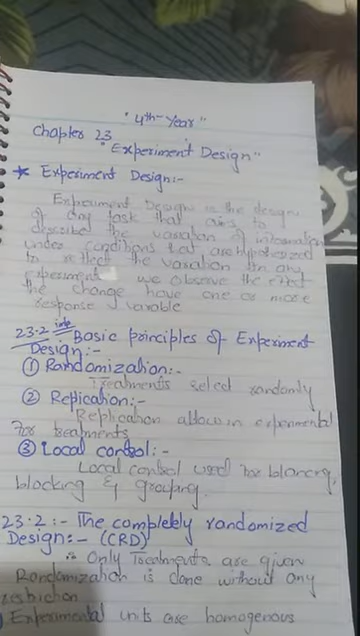 "4th-Year"
Chapter 23
"Experiment Design"
* Experiment Design:-
Experiment Design is the design
of any task that aims to
describe the variation of information
under conditions that are hypothesized
to reflect the variation. In any
experiment we observe the effect
the change have one or more
response variable
23.2 Basic principles of Experiment
Design:-
① Randomization:-
Treatments select randomly
② Replication:-
Replication allow in experimental
for treatments
③ Local control:-
Local control used for balancing,
blocking & grouping.
23.2:- The completely randomized
Design:- (CRD)
Only Treatments are given
Randomization is done without any
restriction
Experimental units are homogenous